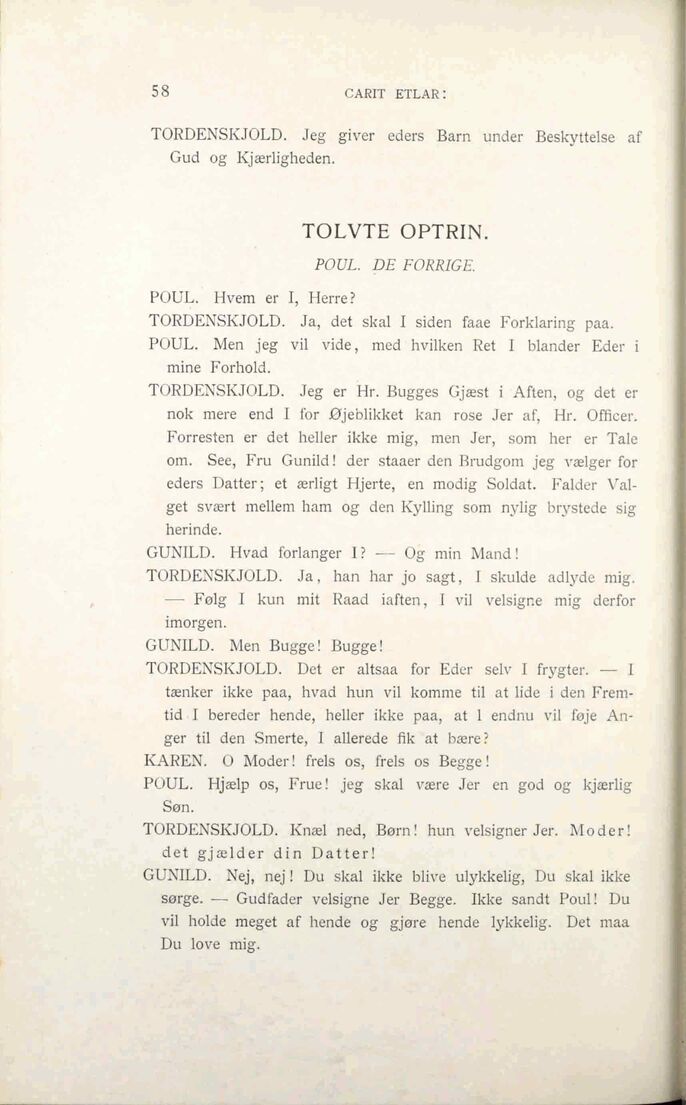 58
CARIT ETLAR:
TORDENSKJOLD. Jeg giver eders Barn under Beskyttelse af
Gud og Kjærligheden.
TOLVTE OPTRIN.
POUL. DE FORRIGE.
POUL. Hvem er I, Herre?
TORDENSKJOLD. Ja, det skal I siden faae Forklaring paa.
POUL. Men jeg vil vide, med hvilken Ret I blander Eder i
mine Forhold.
TORDENSKJOLD. Jeg er Hr. Bugges Gjæst i Aften, og det er
nok mere end I for Øjeblikket kan rose Jer af, Hr. Officer.
Forresten er det heller ikke mig, men Jer, som her er Tale
om. See, Fru Gunild! der staaer den Brudgom jeg vælger for
eders Datter; et ærligt Hjerte, en modig Soldat. Falder Val-
get svært mellem ham og den Kylling som nylig brystede sig
herinde.
GUNILD. Hvad forlanger I? — Og min Mand!
TORDENSKJOLD. Ja, han har jo sagt, I skulde adlyde mig.
— Følg I kun mit Raad iaften, I vil velsigne mig derfor
imorgen.
GUNILD. Men Bugge! Bugge!
TORDENSKJOLD. Det er altsaa for Eder selv I frygter. — I
tænker ikke paa, hvad hun vil komme til at lide i den Frem-
tid I bereder hende, heller ikke paa, at I endnu vil føje An-
ger til den Smerte, I allerede fik at bære?
KAREN. O Moder! frels os, frels os Begge!
POUL. Hjælp os, Frue! jeg skal være Jer en god og kjærlig
Søn.
TORDENSKJOLD. Knæl ned, Børn! hun velsigner Jer. Moder!
det gjælder din Datter!
GUNILD. Nej, nej! Du skal ikke blive ulykkelig, Du skal ikke
sørge. — Gudfader velsigne Jer Begge. Ikke sandt Poul! Du
vil holde meget af hende og gjøre hende lykkelig. Det maa
Du love mig.